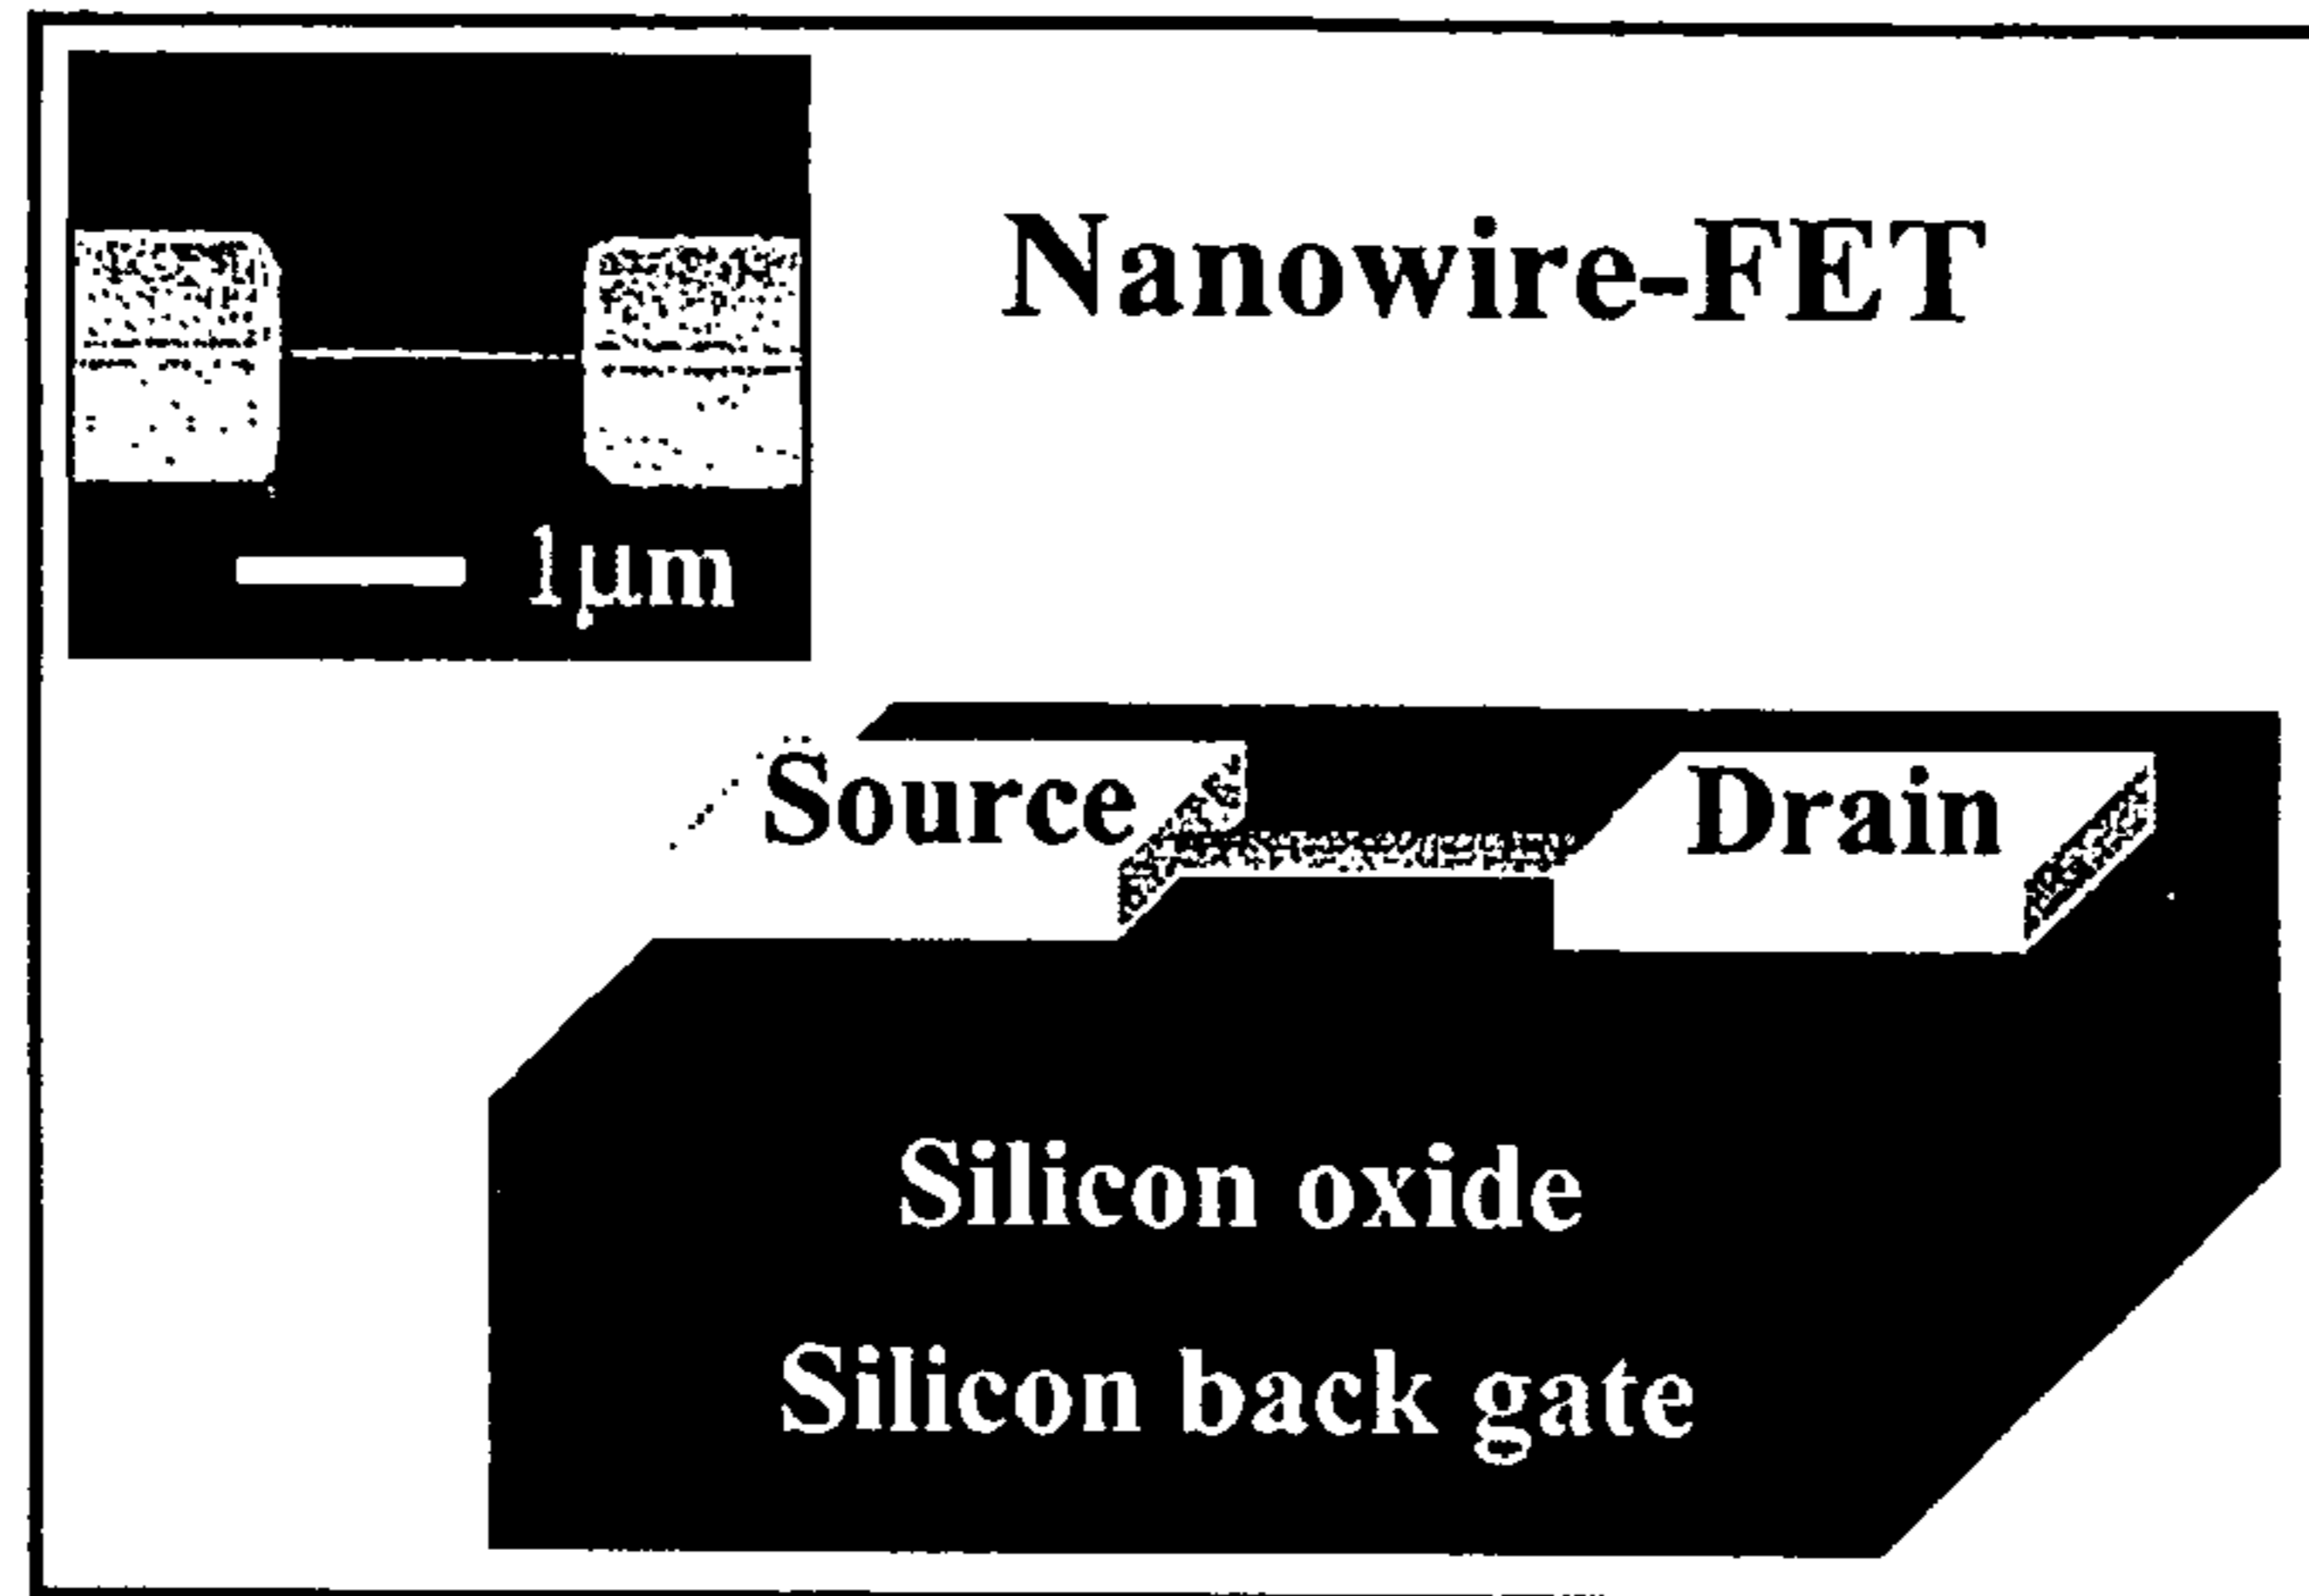 Nanowire-FET
1μm
Source
Drain
Silicon oxide
Silicon back gate